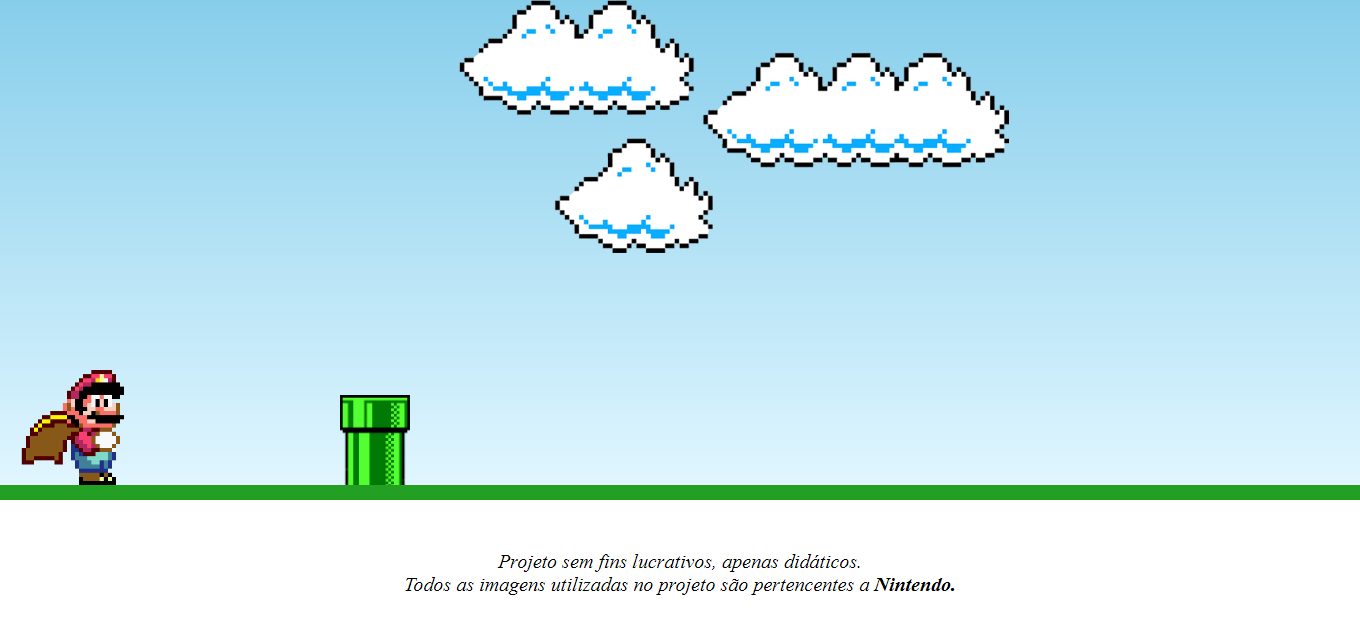 Projeto sem fins lucrativos, apenas didáticos.
Todos as imagens utilizadas no projeto são pertencentes a Nintendo.